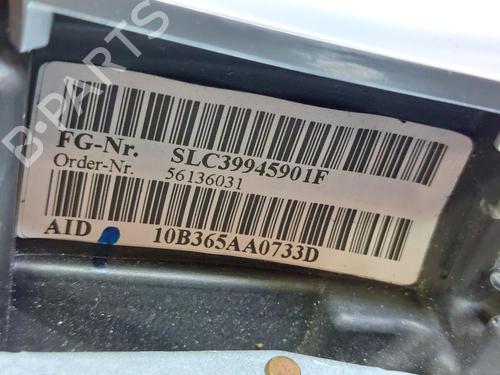 B-PARTS
FG-Nr. SLC39945901F
Order-Nr. 56136031
AID 10B365AA0733D